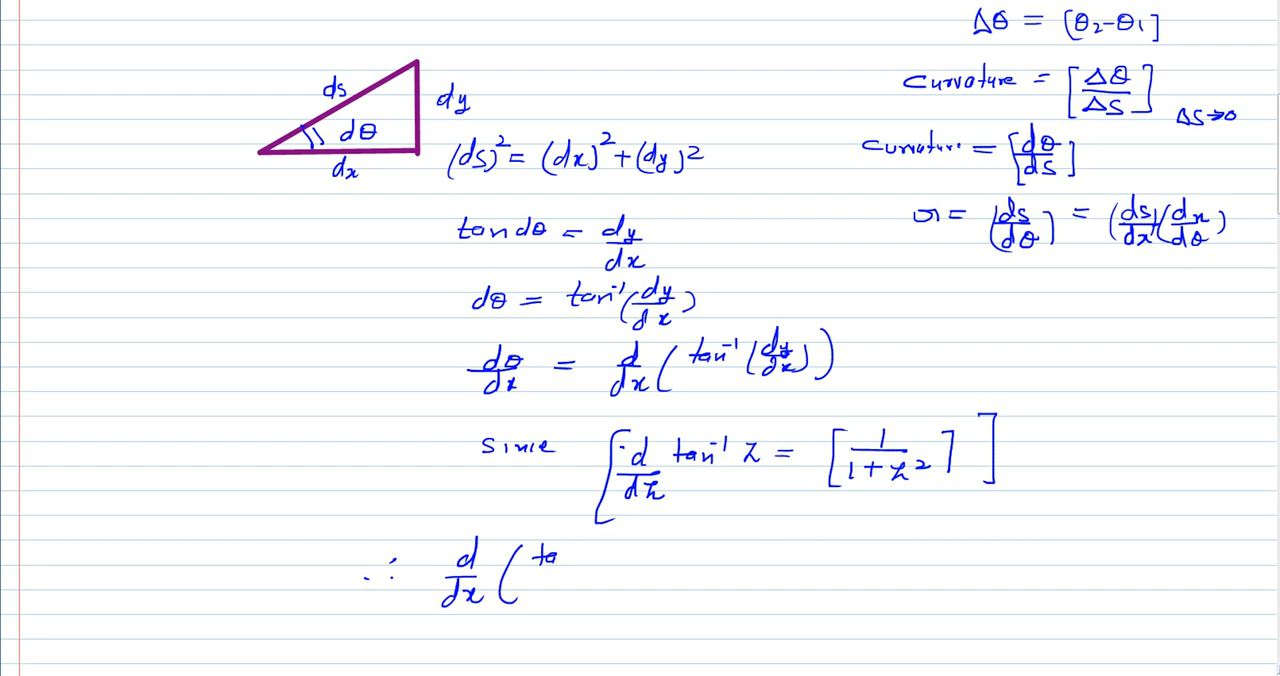 Δθ = [θ₂-θ₁]
curvature = [Δθ/ΔS] ΔS→0
curvature = [dθ/ds]
r = (ds/dθ) = (ds/dx)(dx/dθ)
ds
dy
dθ
dx
(ds)² = (dx)² + (dy)²
tan dθ = dy/dx
dθ = tan⁻¹(dy/dx)
dθ/dx = d/dx (tan⁻¹(dy/dx))
since [d/dz tan⁻¹ z = [1/1+z²]]
∴ d/dx ( ta